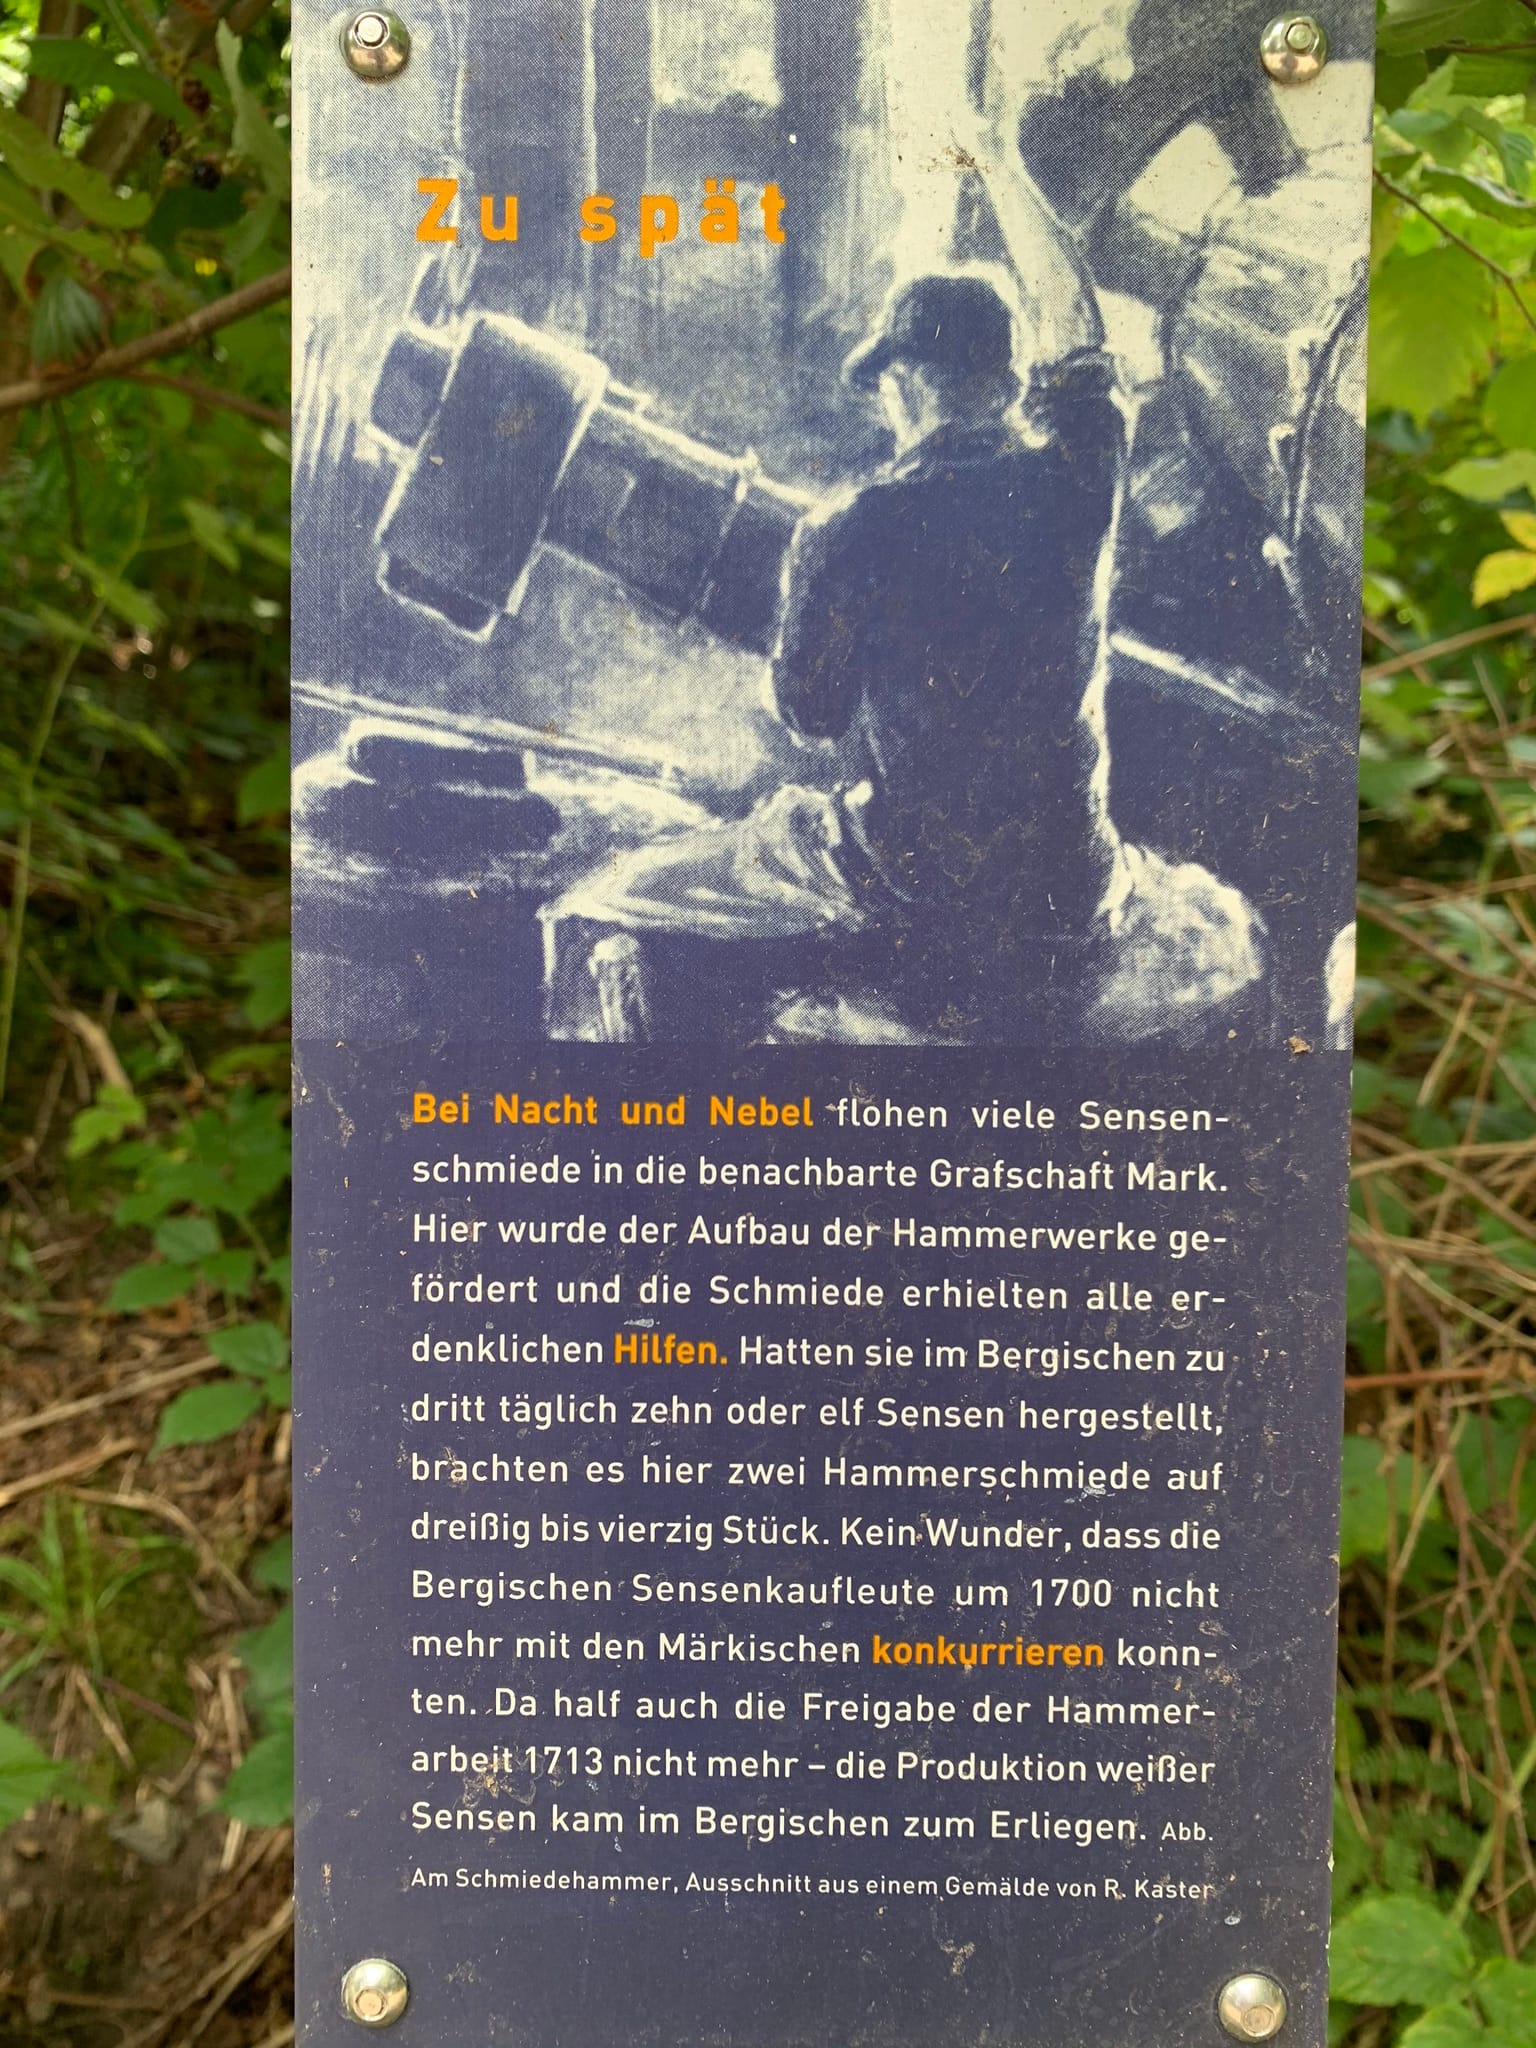 Zu spät
Bei Nacht und Nebel flohen viele Sensen-
schmiede in die benachbarte Grafschaft Mark.
Hier wurde der Aufbau der Hammerwerke ge-
fördert und die Schmiede erhielten alle er-
denklichen Hilfen. Hatten sie im Bergischen zu
dritt täglich zehn oder elf Sensen hergestellt,
brachten es hier zwei Hammerschmiede auf
dreißig bis vierzig Stück. Kein Wunder, dass die
Bergischen Sensenkaufleute um 1700 nicht
mehr mit den Märkischen konkurrieren konn-
ten. Da half auch die Freigabe der Hammer-
arbeit 1713 nicht mehr – die Produktion weißer
Sensen kam im Bergischen zum Erliegen. Abb.
Am Schmiedehammer, Ausschnitt aus einem Gemälde von R. Kaster